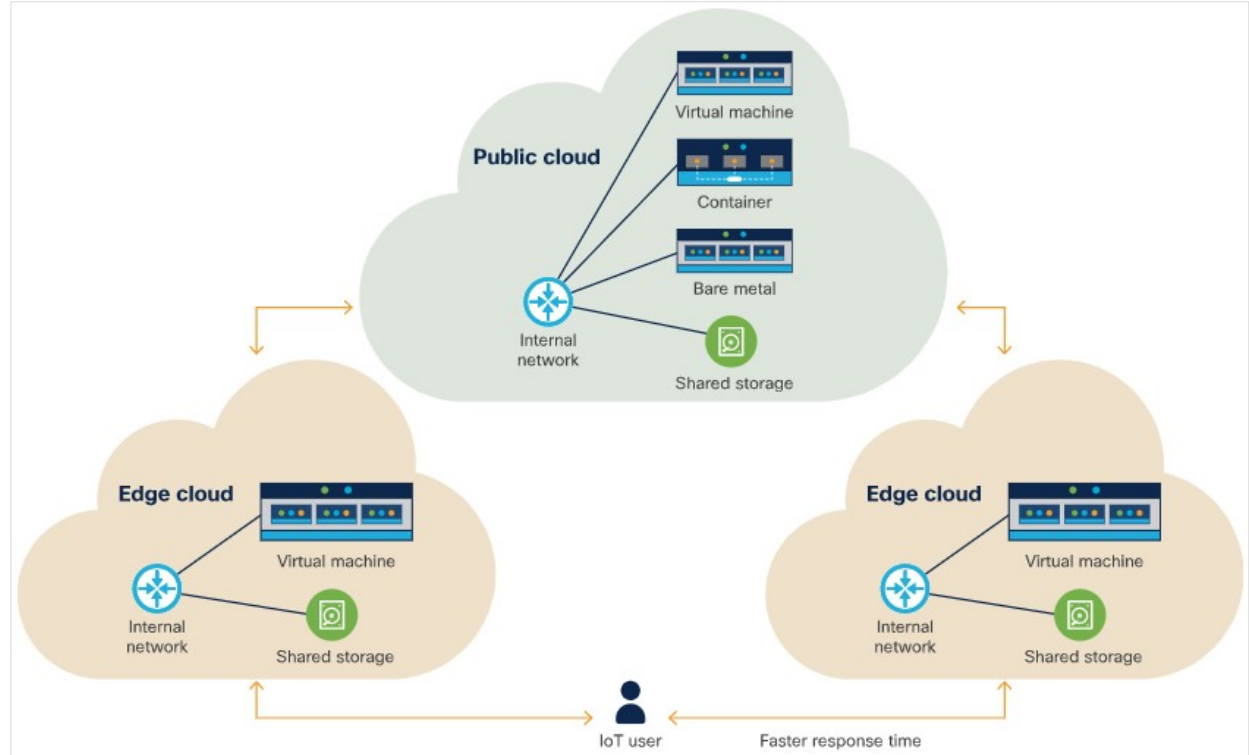 Virtual machine
Public cloud
Container
Bare metal
Internal
network
Shared storage
Edge cloud
Virtual machine
Internal
network
Shared storage
Edge cloud
Virtual machine
Internal
network
Shared storage
IoT user
Faster response time